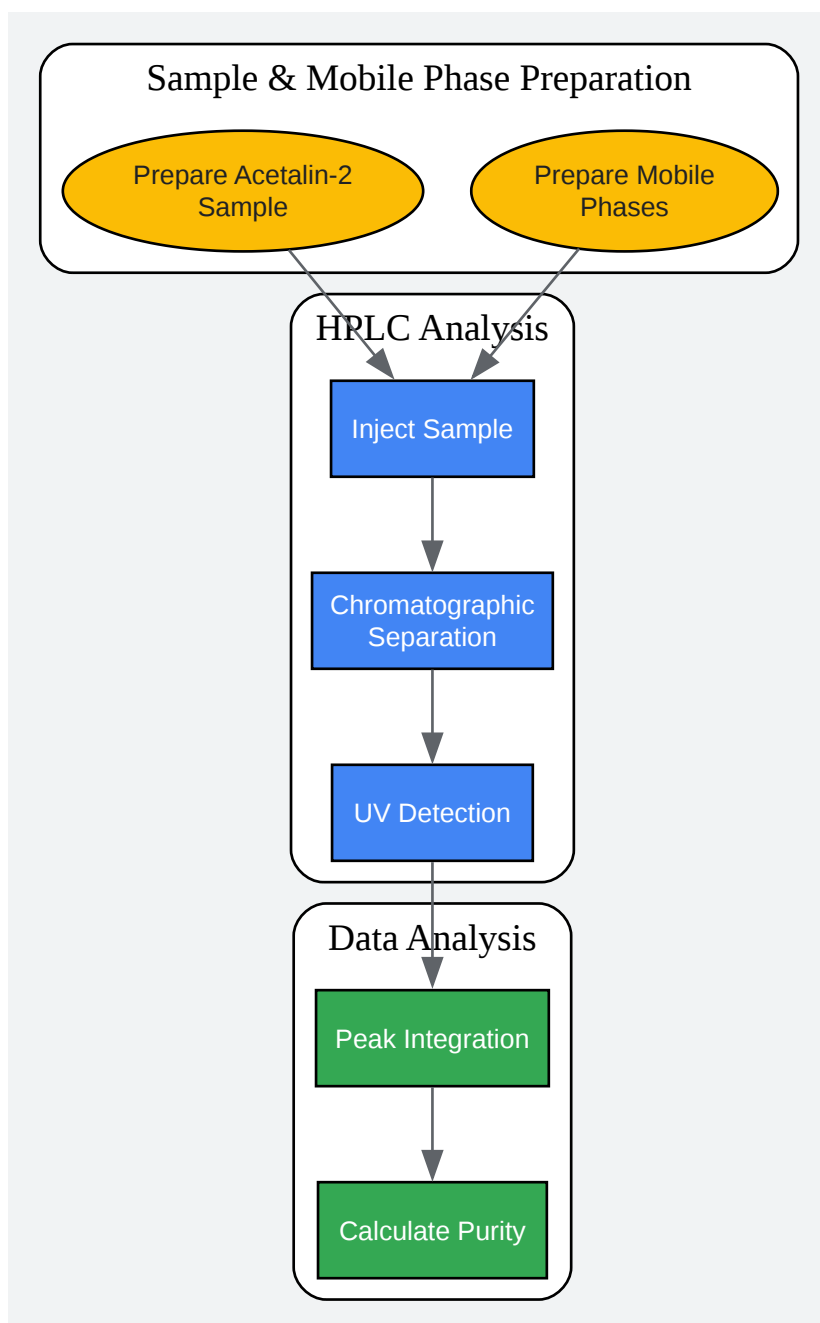 Sample & Mobile Phase Preparation
Prepare Acetalin-2
Sample
Prepare Mobile
Phases
HPLC Analysis
Inject Sample
Chromatographic
Separation
UV Detection
Data Analysis
Peak Integration
Calculate Purity